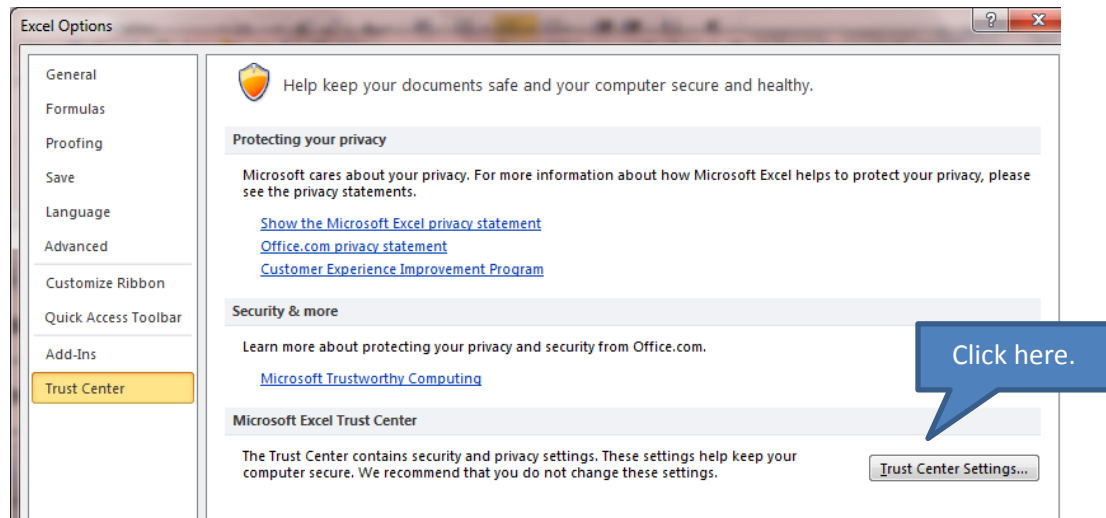 Excel Options
General
Formulas
Proofing
Save
Language
Advanced
Customize Ribbon
Quick Access Toolbar
Add-Ins
Trust Center
Help keep your documents safe and your computer secure and healthy.
Protecting your privacy
Microsoft cares about your privacy. For more information about how Microsoft Excel helps to protect your privacy, please
see the privacy statements.
Show the Microsoft Excel privacy statement
Office.com privacy statement
Customer Experience Improvement Program
Security & more
Learn more about protecting your privacy and security from Office.com.
Microsoft Trustworthy Computing
Click here.
Microsoft Excel Trust Center
The Trust Center contains security and privacy settings. These settings help keep your
computer secure. We recommend that you do not change these settings.
Trust Center Settings...